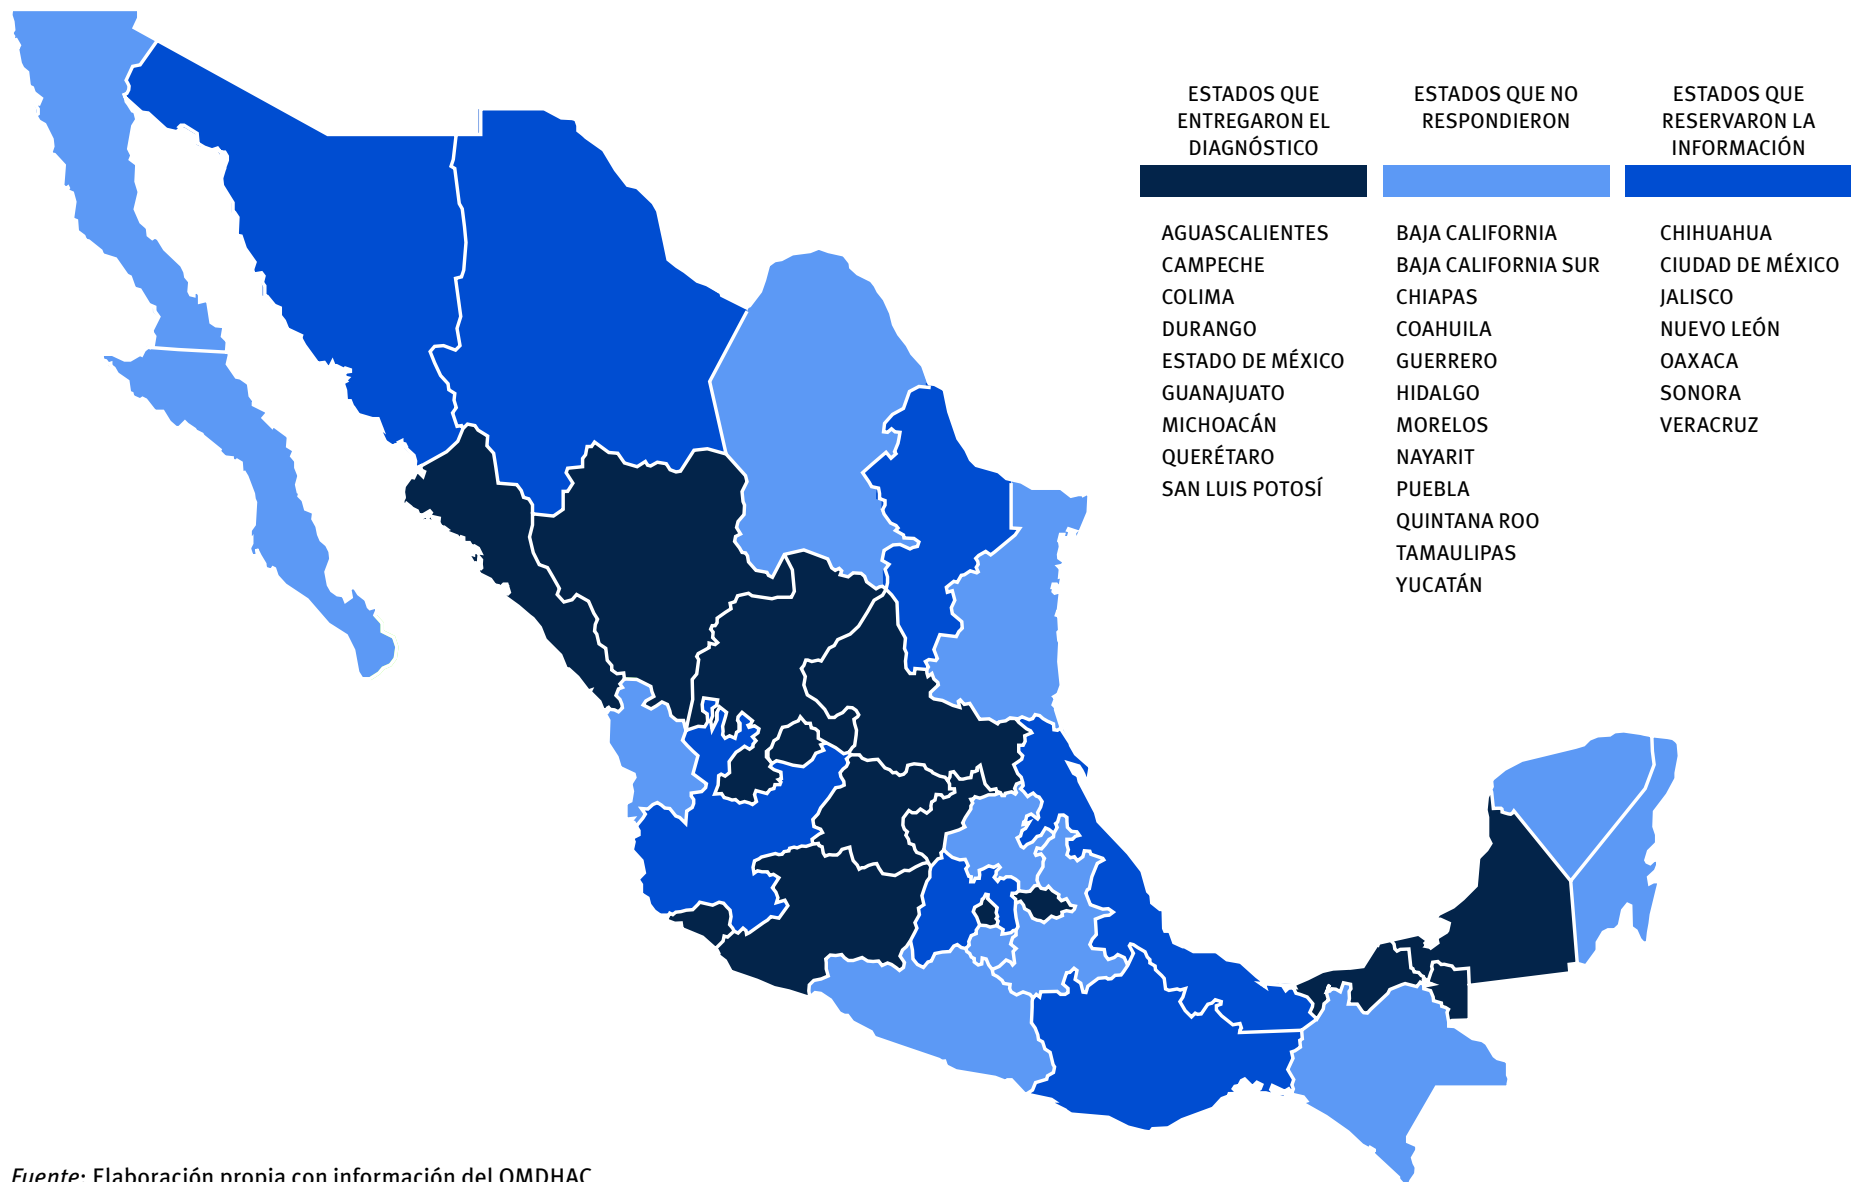 ESTADOS QUE
ENTREGARON EL
DIAGNÓSTICO
AGUASCALIENTES
CAMPECHE
COLIMA
DURANGO
ESTADO DE MÉXICO
GUANAJUATO
MICHOACÁN
QUERÉTARO
SAN LUIS POTOSÍ
ESTADOS QUE NO
RESPONDIERON
BAJA CALIFORNIA
BAJA CALIFORNIA SUR
CHIAPAS
COAHUILA
GUERRERO
HIDALGO
MORELOS
NAYARIT
PUEBLA
QUINTANA ROO
TAMAULIPAS
YUCATÁN
ESTADOS QUE
RESERVARON LA
INFORMACIÓN
CHIHUAHUA
CIUDAD DE MÉXICO
JALISCO
NUEVO LEÓN
OAXACA
SONORA
VERACRUZ
Fuente: Elaboración propia con información del OMDHAC